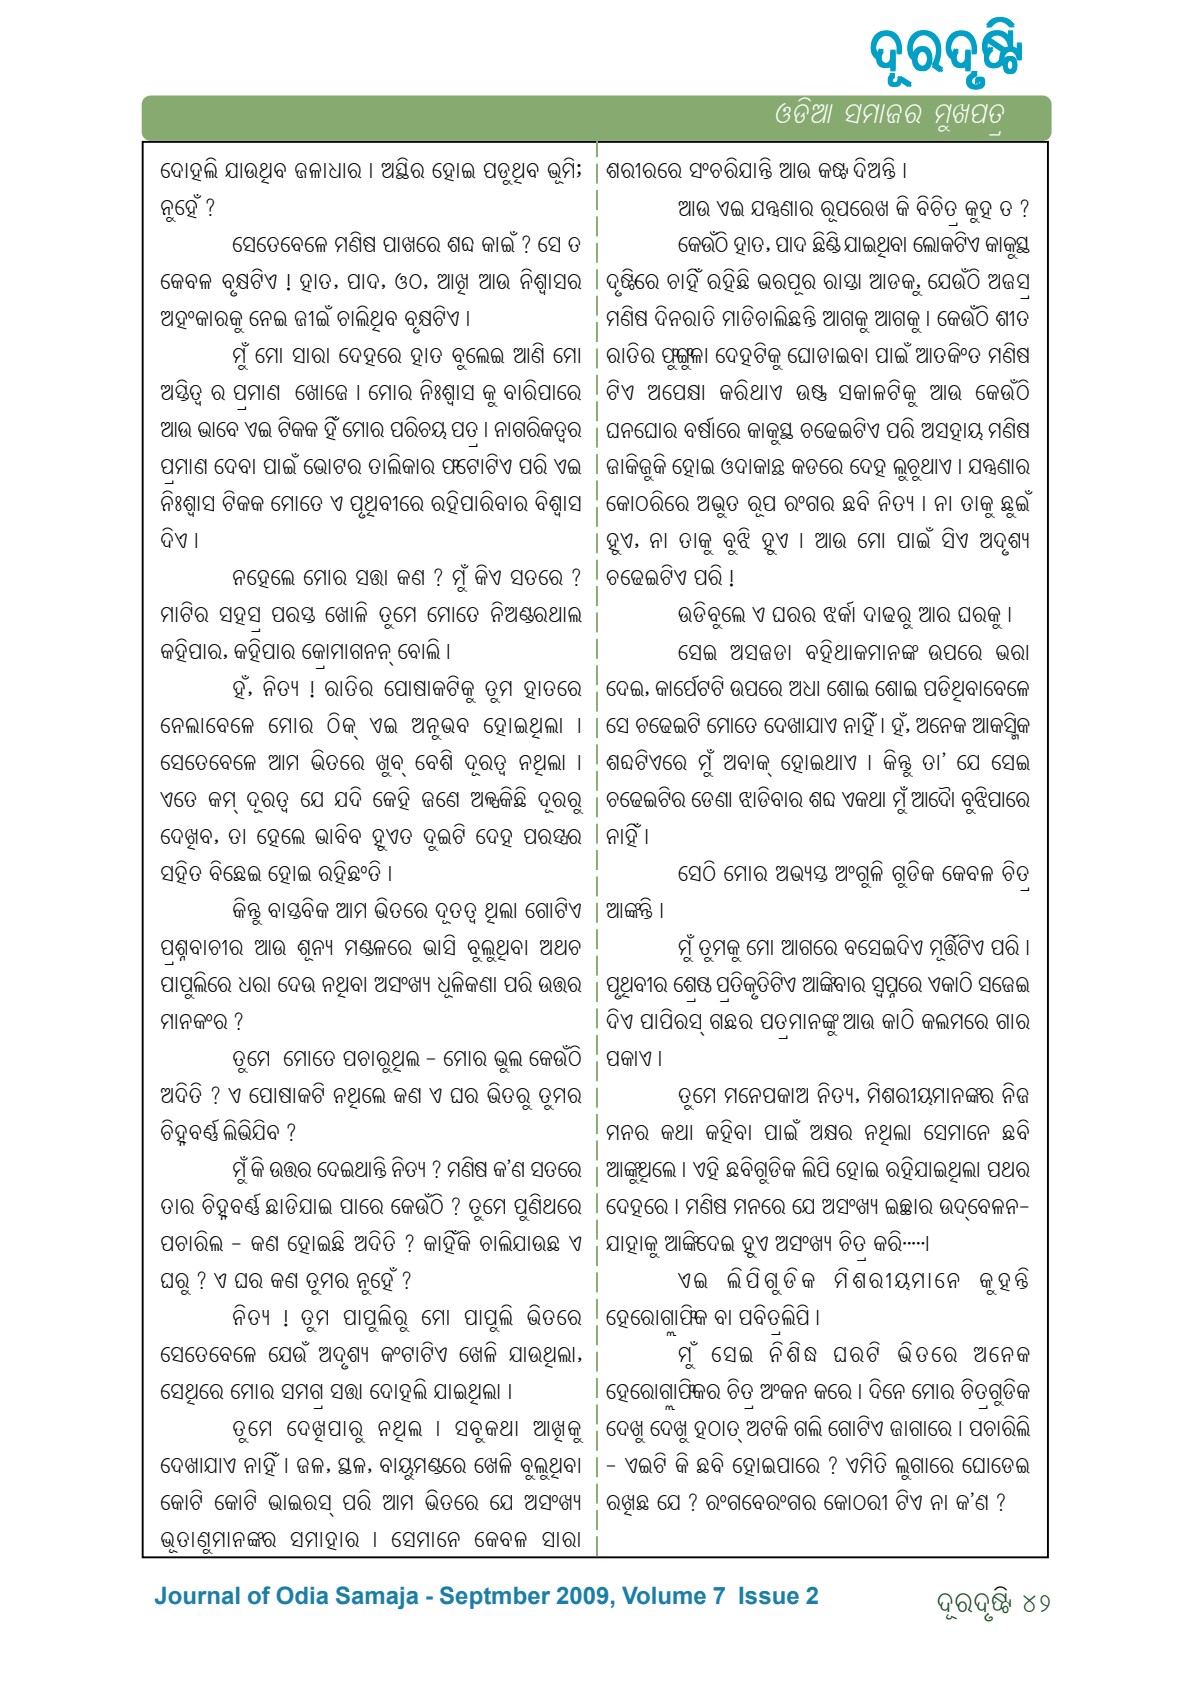 ଦୂରଦୃଷ୍ଟି
ଓଡିଆ ସମାଜର ମୁଖପତ୍ର
ଦୋହଲି ଯାଉଥିବ ଜଳାଧାର । ଅସ୍ଥିର ହୋଇ ପଡୁଥିବ ଭୂମି;
ନୁହେଁ ?
ସେତେବେଳେ ମଣିଷ ପାଖରେ ଶବ୍ଦ କାଇଁ ? ସେ ତ
କେବଳ ବୃକ୍ଷଟିଏ ! ହାତ, ପାଦ, ଓଠ, ଆଖି ଆଉ ନିଶ୍ୱାସର
ଅହଂକାରକୁ ନେଇ ଜୀଇଁ ଚାଲିଥିବ ବୃକ୍ଷଟିଏ ।
ମୁଁ ମୋ ସାରା ଦେହରେ ହାତ ବୁଲେଇ ଆଣି ମୋ
ଅସ୍ତିତ୍ୱ ର ପ୍ରମାଣ ଖୋଜେ । ମୋର ନିଃଶ୍ୱାସ କୁ ବାରିପାରେ
ଆଉ ଭାବେ ଏଇ ଟିକକ ହିଁ ମୋର ପରିଚୟ ପତ୍ର । ନାଗରିକତ୍ୱର
ପ୍ରମାଣ ଦେବା ପାଇଁ ଭୋଟର ତାଲିକାର ଫଟୋଟିଏ ପରି ଏଇ
ନିଃଶ୍ୱାସ ଟିକକ ମୋତେ ଏ ପୃଥିବୀରେ ରହିପାରିବାର ବିଶ୍ୱାସ
ଦିଏ ।
ନହେଲେ ମୋର ସତ୍ତା କଣ ? ମୁଁ କିଏ ସତରେ ?
ମାଟିର ସହସ୍ର ପରସ୍ତ ଖୋଳି ତୁମେ ମୋତେ ନିଅଣ୍ଡରଥାଲ
କହିପାର, କହିପାର କ୍ରୋମାଗନନ୍ ବୋଲି ।
ହଁ, ନିତ୍ୟ ! ରାତିର ପୋଷାକଟିକୁ ତୁମ ହାତରେ
ନେଲାବେଳେ ମୋର ଠିକ୍ ଏଇ ଅନୁଭବ ହୋଇଥିଲା ।
ସେତେବେଳେ ଆମ ଭିତରେ ଖୁବ୍ ବେଶି ଦୂରତ୍ୱ ନଥିଲା ।
ଏତେ କମ୍ ଦୂରତ୍ୱ ଯେ ଯଦି କେହି ଜଣେ ଅଳ୍ପକିଛି ଦୂରରୁ
ଦେଖିବ, ତା ହେଲେ ଭାବିବ ହୁଏତ ଦୁଇଟି ଦେହ ପରସ୍ପର
ସହିତ ବିଛେଇ ହୋଇ ରହିଛଂତି ।
କିନ୍ତୁ ବାସ୍ତବିକ ଆମ ଭିତରେ ଦୂତତ୍ୱ ଥିଲା ଗୋଟିଏ
ପ୍ରଶ୍ନବାଚୀର ଆଉ ଶୂନ୍ୟ ମଣ୍ଡଳରେ ଭାସି ବୁଲୁଥିବା ଅଥଚ
ପାପୁଲିରେ ଧରା ଦେଉ ନଥିବା ଅସଂଖ୍ୟ ଧୂଳିକଣା ପରି ଉତ୍ତର
ମାନକଂର ?
ତୁମେ ମୋତେ ପଚାରୁଥିଲ – ମୋର ଭୁଲ କେଉଁଠି
ଅଦିତି ? ଏ ପୋଷାକଟି ନଥିଲେ କଣ ଏ ଘର ଭିତରୁ ତୁମର
ଚିହ୍ନବର୍ଣ୍ଣ ଲିଭିଯିବ ?
ମୁଁ କି ଉତ୍ତର ଦେଇଥାନ୍ତି ନିତ୍ୟ ? ମଣିଷ କ'ଣ ସତରେ
ତାର ଚିହ୍ନବର୍ଣ୍ଣ ଛାଡିଯାଇ ପାରେ କେଉଁଠି ? ତୁମେ ପୁଣିଥରେ
ପଚାରିଲ – କଣ ହୋଇଛି ଅଦିତି ? କାହିଁକି ଚାଲିଯାଉଛ ଏ
ଘରୁ ? ଏ ଘର କଣ ତୁମର ନୁହେଁ ?
ନିତ୍ୟ ! ତୁମ ପାପୁଲିରୁ ମୋ ପାପୁଲି ଭିତରେ
ସେତେବେଳେ ଯେଉଁ ଅଦୃଶ୍ୟ କଂଟାଟିଏ ଖେଳି ଯାଉଥିଲା,
ସେଥିରେ ମୋର ସମଗ୍ର ସତ୍ତା ଦୋହଲି ଯାଇଥିଲା ।
ତୁମେ ଦେଖିପାରୁ ନଥିଲ । ସବୁକଥା ଆଖିକୁ
ଦେଖାଯାଏ ନାହିଁ । ଜଳ, ସ୍ଥଳ, ବାୟୁମଣ୍ଡରେ ଖେଳି ବୁଲୁଥିବା
କୋଟି କୋଟି ଭାଇରସ୍ ପରି ଆମ ଭିତରେ ଯେ ଅସଂଖ୍ୟ
ଭୂତାଣୁମାନଙ୍କର ସମାହାର । ସେମାନେ କେବଳ ସାରା
ଶରୀରରେ ସଂଚରିଯାନ୍ତି ଆଉ କଷ୍ଟ ଦିଅନ୍ତି ।
ଆଉ ଏଇ ଯନ୍ତ୍ରଣାର ରୂପରେଖ କି ବିଚିତ୍ର କୁହ ତ ?
କେଉଁଠି ହାତ, ପାଦ ଛିଣ୍ଡି ଯାଇଥିବା ଲୋକଟିଏ କାକୁସ୍ଥ
ଦୃଷ୍ଟିରେ ଚାହିଁ ରହିଛି ଭରପୂର ରାସ୍ତା ଆଡକୁ, ଯେଉଁଠି ଅଜସ୍ର
ମଣିଷ ଦିନରାତି ମାଡିଚାଲିଛନ୍ତି ଆଗକୁ ଆଗକୁ । କେଉଁଠି ଶୀତ
ରାତିର ଫୁଙ୍ଗୁଳା ଦେହଟିକୁ ଘୋଡାଇବା ପାଇଁ ଆତକିଂତ ମଣିଷ
ଟିଏ ଅପେକ୍ଷା କରିଥାଏ ଉଷ୍ମ ସକାଳଟିକୁ ଆଉ କେଉଁଠି
ଘନଘୋର ବର୍ଷାରେ କାକୁସ୍ଥ ଚଢେଇଟିଏ ପରି ଅସହାୟ ମଣିଷ
ଜାକିଜୁକି ହୋଇ ଓଦାକାଛ କଡରେ ଦେହ ଲୁଚୁଥାଏ । ଯନ୍ତ୍ରଣାର
କୋଠରିରେ ଅଦ୍ଭୁତ ରୂପ ରଂଗର ଛବି ନିତ୍ୟ । ନା ତାକୁ ଛୁଇଁ
ହୁଏ, ନା ତାକୁ ବୁଝି ହୁଏ । ଆଉ ମୋ ପାଇଁ ସିଏ ଅଦୃଶ୍ୟ
ଚଢେଇଟିଏ ପରି !
ଉଡିବୁଲେ ଏ ଘରର ଝର୍କା ଦାଢରୁ ଆର ଘରକୁ ।
ସେଇ ଅସଜଡା ବହିଥାକମାନଙ୍କ ଉପରେ ଭରା
ଦେଇ, କାର୍ପେଟଟି ଉପରେ ଅଧା ଶୋଇ ଶୋଇ ପଡିଥିବାବେଳେ
ସେ ଚଢେଇଟି ମୋତେ ଦେଖାଯାଏ ନାହିଁ । ହଁ, ଅନେକ ଆକସ୍ମିକ
ଶବ୍ଦଟିଏରେ ମୁଁ ଅବାକ୍ ହୋଇଥାଏ । କିନ୍ତୁ ତା' ଯେ ସେଇ
ଚଢେଇଟିର ଡେଣା ଝାଡିବାର ଶବ୍ଦ ଏକଥା ମୁଁ ଆଦୌ ବୁଝିପାରେ
ନାହିଁ ।
ସେଠି ମୋର ଅଭ୍ୟସ୍ତ ଅଂଗୁଳି ଗୁଡିକ କେବଳ ଚିତ୍ର
ଆଙ୍କନ୍ତି ।
ମୁଁ ତୁମକୁ ମୋ ଆଗରେ ବସେଇଦିଏ ମୂର୍ତ୍ତିଟିଏ ପରି ।
ପୃଥିବୀର ଶ୍ରେଷ୍ଠ ପ୍ରତିକୃତିଟିଏ ଆଙ୍କିବାର ସ୍ୱପ୍ନରେ ଏକାଠି ସଜେଇ
ଦିଏ ପାପିରସ୍ ଗଛର ପତ୍ରମାନଙ୍କୁ ଆଉ କାଠି କଲମରେ ଗାର
ପକାଏ ।
ତୁମେ ମନେପକାଅ ନିତ୍ୟ, ମିଶରୀୟମାନଙ୍କର ନିଜ
ମନର କଥା କହିବା ପାଇଁ ଅକ୍ଷର ନଥିଲା ସେମାନେ ଛବି
ଆଙ୍କୁଥିଲେ । ଏହି ଛବିଗୁଡିକ ଲିପି ହୋଇ ରହିଯାଇଥିଲା ପଥର
ଦେହରେ । ମଣିଷ ମନରେ ଯେ ଅସଂଖ୍ୟ ଇଚ୍ଛାର ଉଦ୍‌ବେଳନ–
ଯାହାକୁ ଆଙ୍କିଦେଇ ହୁଏ ଅସଂଖ୍ୟ ଚିତ୍ର କରି.....।
ଏଇ ଲିପିଗୁଡିକ ମିଶରୀୟମାନେ କୁହନ୍ତି
ହେରୋଗ୍ଲାଫିକ ବା ପବିତ୍ରଲିପି ।
ମୁଁ ସେଇ ନିଶିଦ୍ଧ ଘରଟି ଭିତରେ ଅନେକ
ହେରୋଗ୍ଲାଫିକର ଚିତ୍ର ଅଂକନ କରେ । ଦିନେ ମୋର ଚିତ୍ରଗୁଡିକ
ଦେଖୁ ଦେଖୁ ହଠାତ୍ ଅଟକି ଗଲି ଗୋଟିଏ ଜାଗାରେ । ପଚାରିଲି
– ଏଇଟି କି ଛବି ହୋଇପାରେ ? ଏମିତି ଲୁଗାରେ ଘୋଡେଇ
ରଖିଛ ଯେ ? ରଂଗବେରଂଗର କୋଠରୀ ଟିଏ ନା କ'ଣ ?
Journal of Odia Samaja - Septmber 2009, Volume 7 Issue 2
ଦୂରଦୃଷ୍ଟି ୪୨